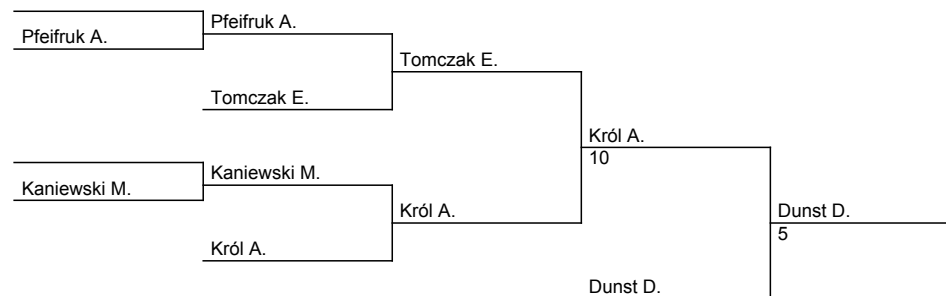 Pfeifruk A.
Pfeifruk A.
Tomczak E.
Tomczak E.
Król A.
10
Kaniewski M.
Kaniewski M.
Król A.
Dunst D.
5
Król A.
Dunst D.